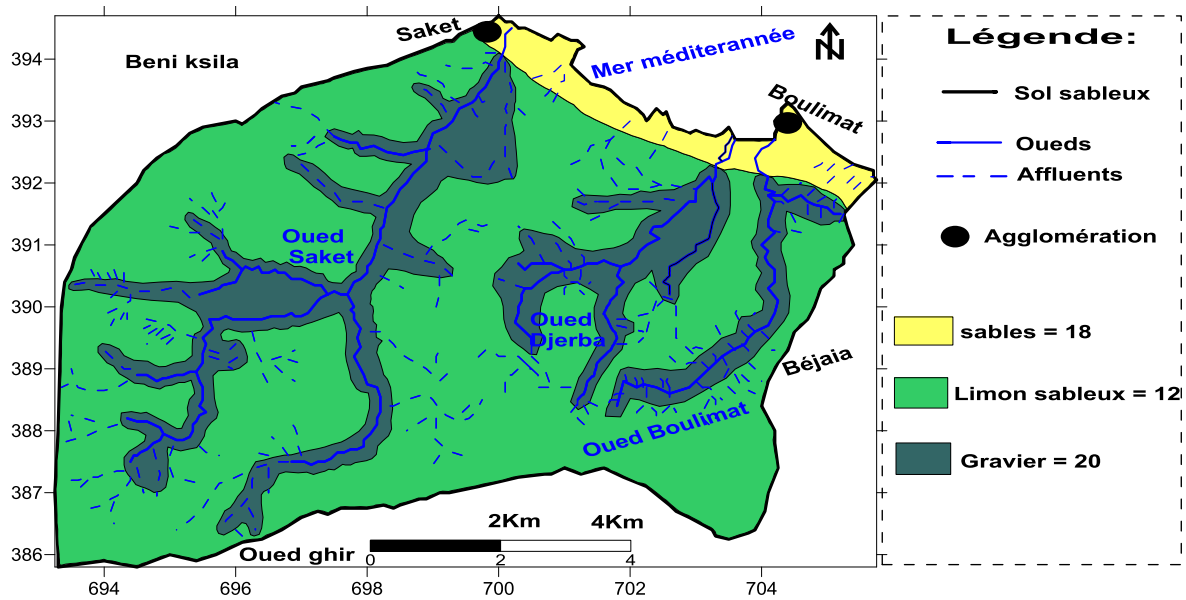 Saket
N
Légende:
Beni ksila
Mer méditerannée
Boulimat
Sol sableux
Oueds
Affluents
Agglomération
Oued
Saket
Oued
Djerba
sables = 18
Béjaia
Limon sableux = 12
Oued Boulimat
Gravier = 20
2Km
4Km
Oued ghir
0
2
4
394
393
392
391
390
389
388
387
386
694
696
698
700
702
704